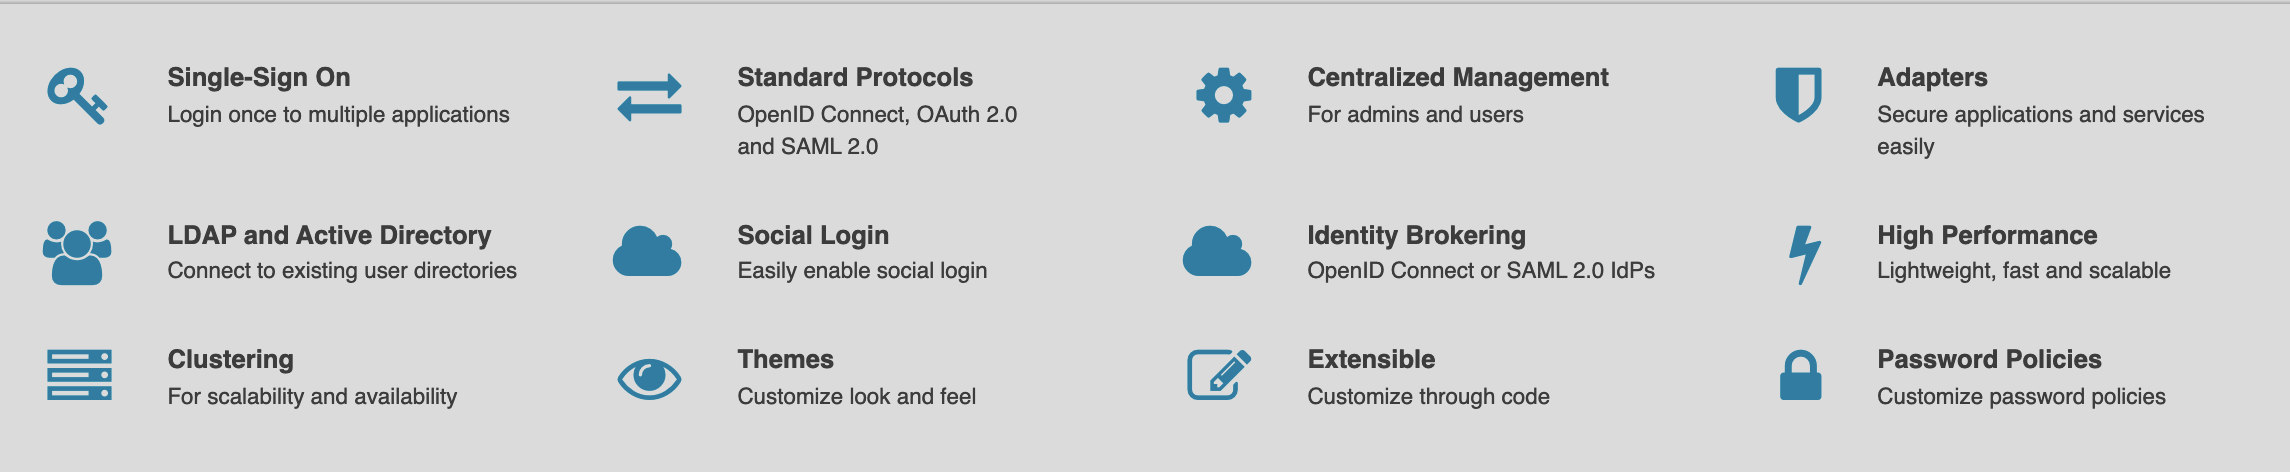 Single-Sign On
Login once to multiple applications
Standard Protocols
OpenID Connect, OAuth 2.0
and SAML 2.0
Centralized Management
For admins and users
Adapters
Secure applications and services
easily
LDAP and Active Directory
Connect to existing user directories
Social Login
Easily enable social login
Identity Brokering
OpenID Connect or SAML 2.0 IdPs
High Performance
Lightweight, fast and scalable
Clustering
For scalability and availability
Themes
Customize look and feel
Extensible
Customize through code
Password Policies
Customize password policies